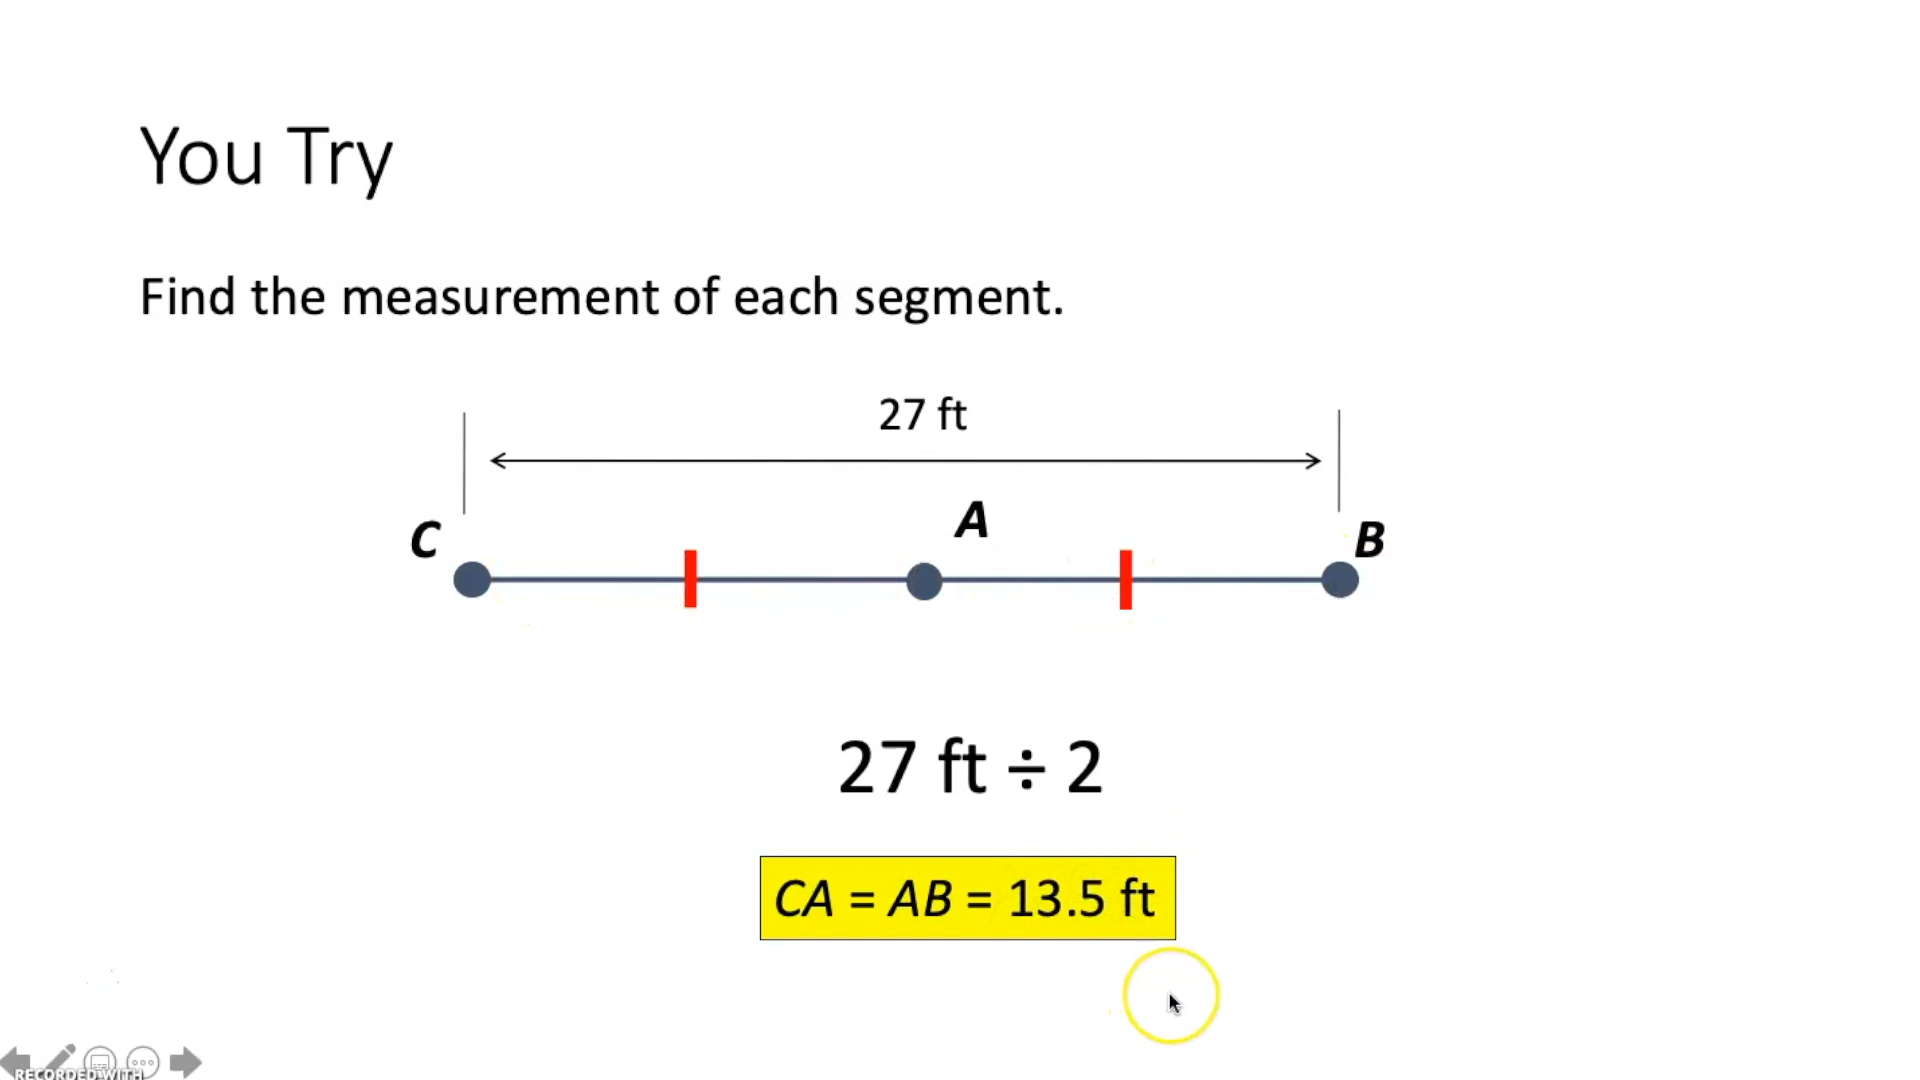 You Try
Find the measurement of each segment.
27 ft
A
C
B
27 ft ÷ 2
CA = AB = 13.5 ft
RECORDED WITH